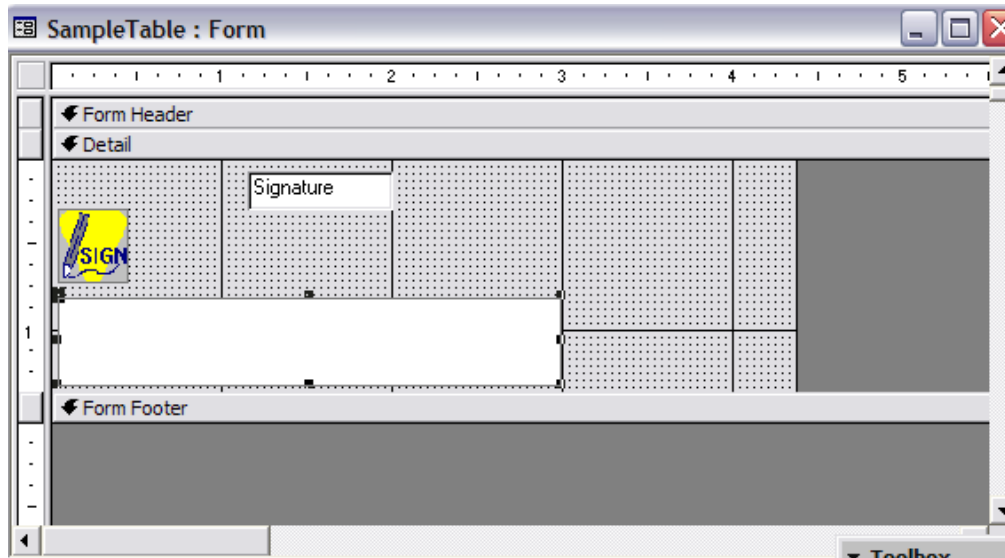 SampleTable : Form
1 2 3 4 5
Form Header
Detail
Signature
SIGN
1
Form Footer
Toolbox